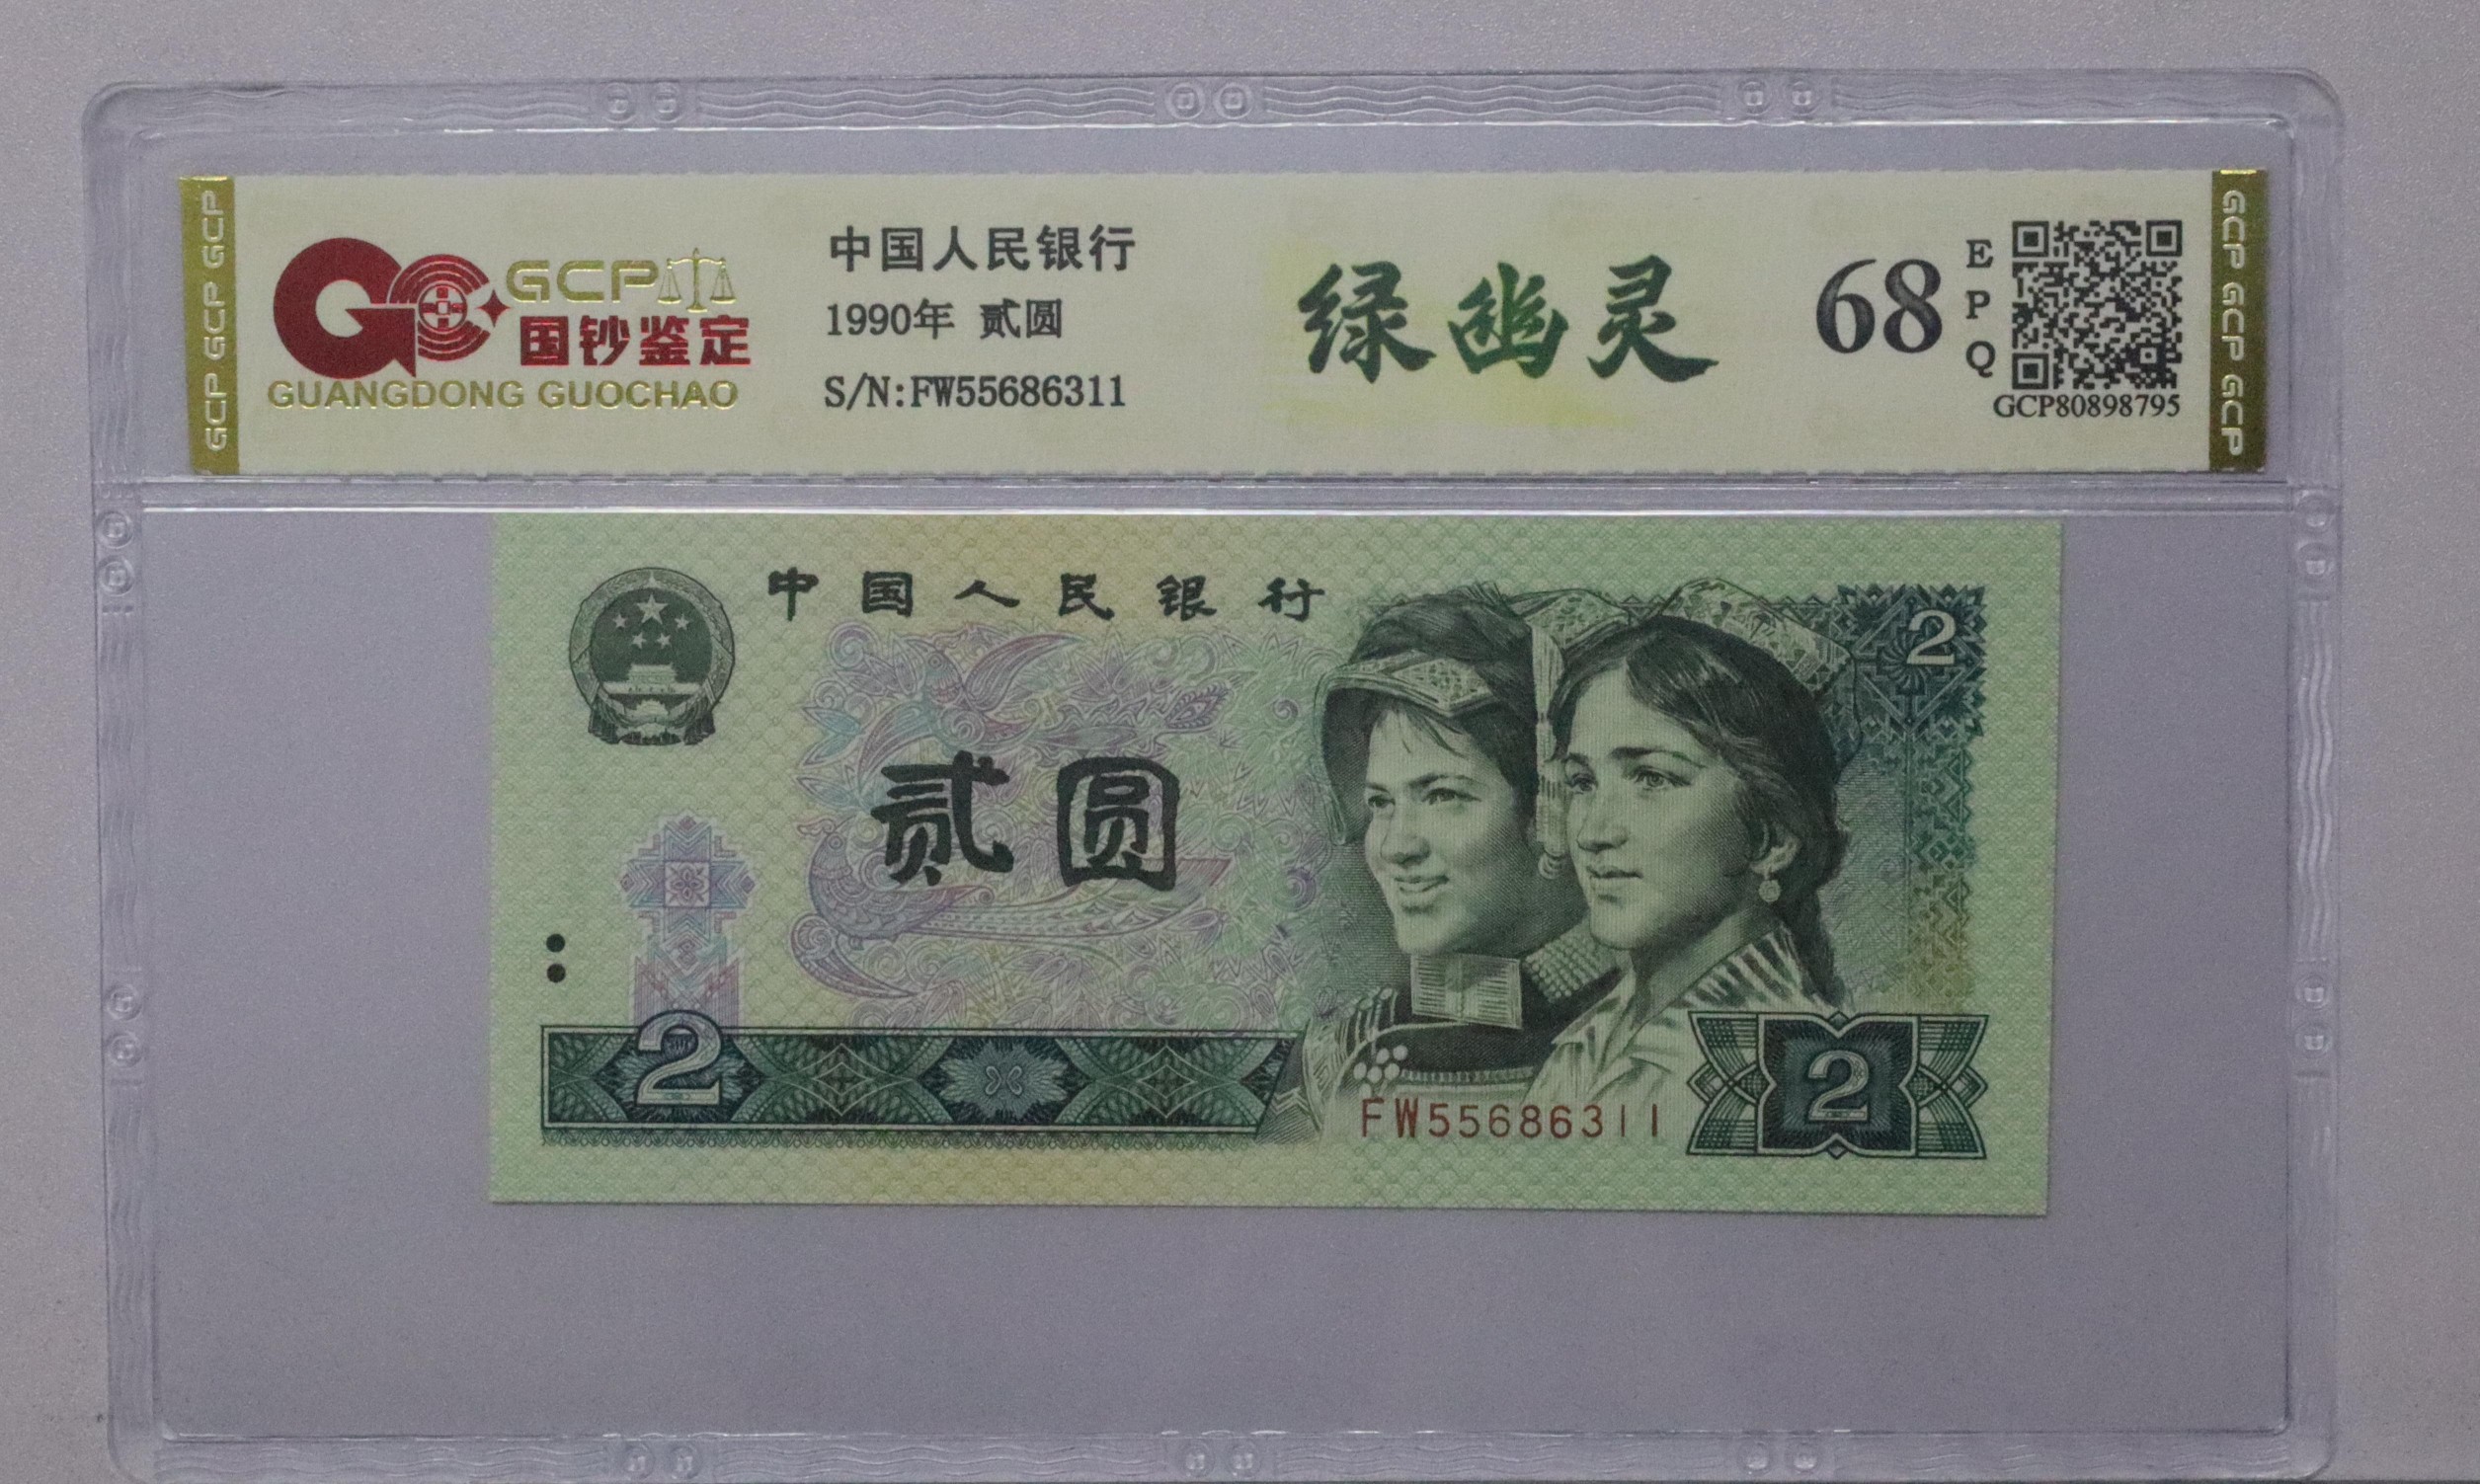 GCP GCP GCP
GCP
国钞鉴定
GUANGDONG GUOCHAO
中国人民银行
1990年 贰圆
S/N:FW55686311
绿幽灵
68
EPQ
GCP80898795
GCP GCP GCP
中国人民银行
2
贰圆
2
FW55686311
2